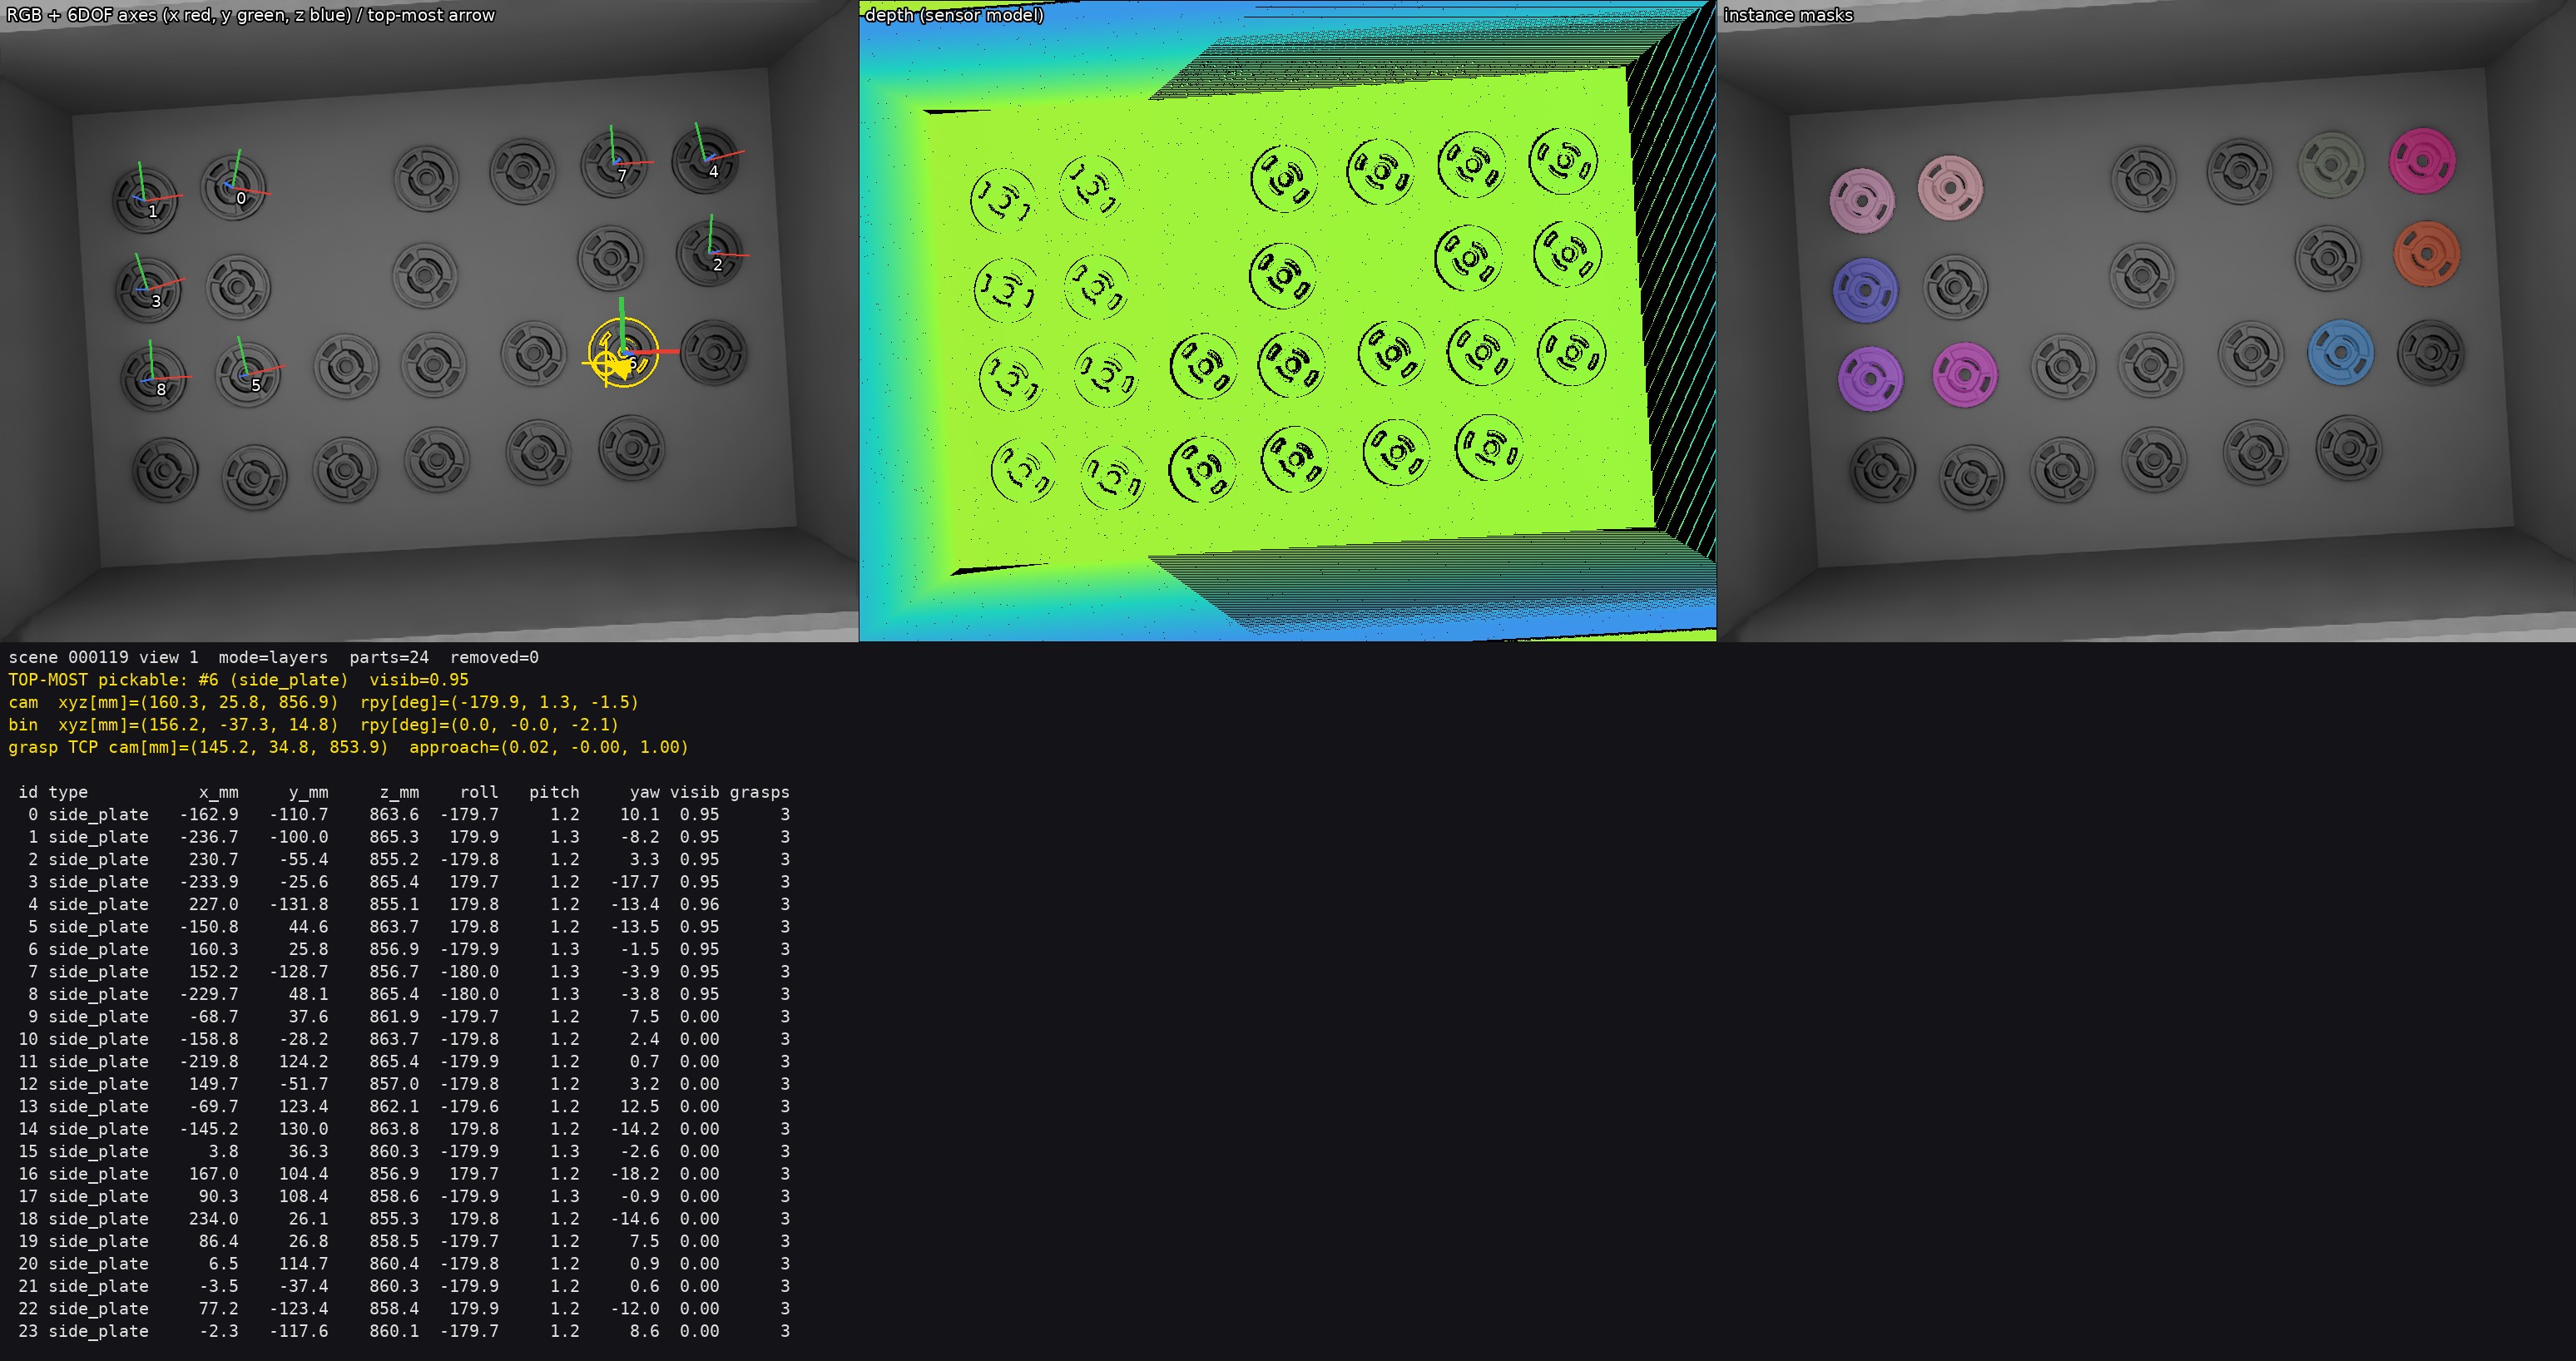 RGB + 6DOF axes (x red, y green, z blue) / top-most arrow
depth (sensor model)
instance masks
7
4
1
0
2
3
6
8
5
scene 000119 view 1 mode=layers parts=24 removed=0
TOP-MOST pickable: #6 (side_plate) visib=0.95
cam xyz[mm]=(160.3, 25.8, 856.9) rpy[deg]=(-179.9, 1.3, -1.5)
bin xyz[mm]=(156.2, -37.3, 14.8) rpy[deg]=(0.0, -0.0, -2.1)
grasp TCP cam[mm]=(145.2, 34.8, 853.9) approach=(0.02, -0.00, 1.00)
id type x_mm y_mm z_mm roll pitch yaw visib grasps
0 side_plate -162.9 -110.7 863.6 -179.7 1.2 10.1 0.95 3
1 side_plate -236.7 -100.0 865.3 179.9 1.3 -8.2 0.95 3
2 side_plate 230.7 -55.4 855.2 -179.8 1.2 3.3 0.95 3
3 side_plate -233.9 -25.6 865.4 179.7 1.2 -17.7 0.95 3
4 side_plate 227.0 -131.8 855.1 179.8 1.2 -13.4 0.96 3
5 side_plate -150.8 44.6 863.7 179.8 1.2 -13.5 0.95 3
6 side_plate 160.3 25.8 856.9 -179.9 1.3 -1.5 0.95 3
7 side_plate 152.2 -128.7 856.7 -180.0 1.3 -3.9 0.95 3
8 side_plate -229.7 48.1 865.4 -180.0 1.3 -3.8 0.95 3
9 side_plate -68.7 37.6 861.9 -179.7 1.2 7.5 0.00 3
10 side_plate -158.8 -28.2 863.7 -179.8 1.2 2.4 0.00 3
11 side_plate -219.8 124.2 865.4 -179.9 1.2 0.7 0.00 3
12 side_plate 149.7 -51.7 857.0 -179.8 1.2 3.2 0.00 3
13 side_plate -69.7 123.4 862.1 -179.6 1.2 12.5 0.00 3
14 side_plate -145.2 130.0 863.8 179.8 1.2 -14.2 0.00 3
15 side_plate 3.8 36.3 860.3 -179.9 1.3 -2.6 0.00 3
16 side_plate 167.0 104.4 856.9 179.7 1.2 -18.2 0.00 3
17 side_plate 90.3 108.4 858.6 -179.9 1.3 -0.9 0.00 3
18 side_plate 234.0 26.1 855.3 179.8 1.2 -14.6 0.00 3
19 side_plate 86.4 26.8 858.5 -179.7 1.2 7.5 0.00 3
20 side_plate 6.5 114.7 860.4 -179.8 1.2 0.9 0.00 3
21 side_plate -3.5 -37.4 860.3 -179.9 1.2 0.6 0.00 3
22 side_plate 77.2 -123.4 858.4 179.9 1.2 -12.0 0.00 3
23 side_plate -2.3 -117.6 860.1 -179.7 1.2 8.6 0.00 3